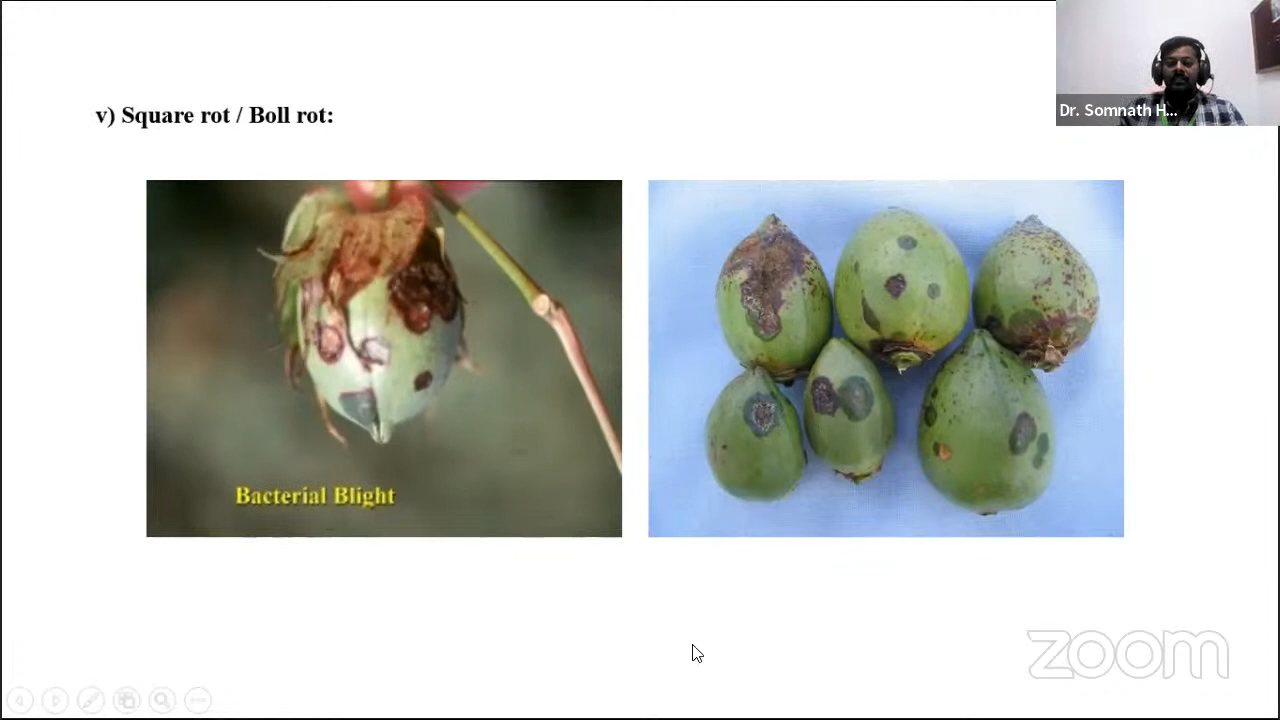 v) Square rot / Boll rot:
Dr. Somnath H...
Bacterial Blight
zoom